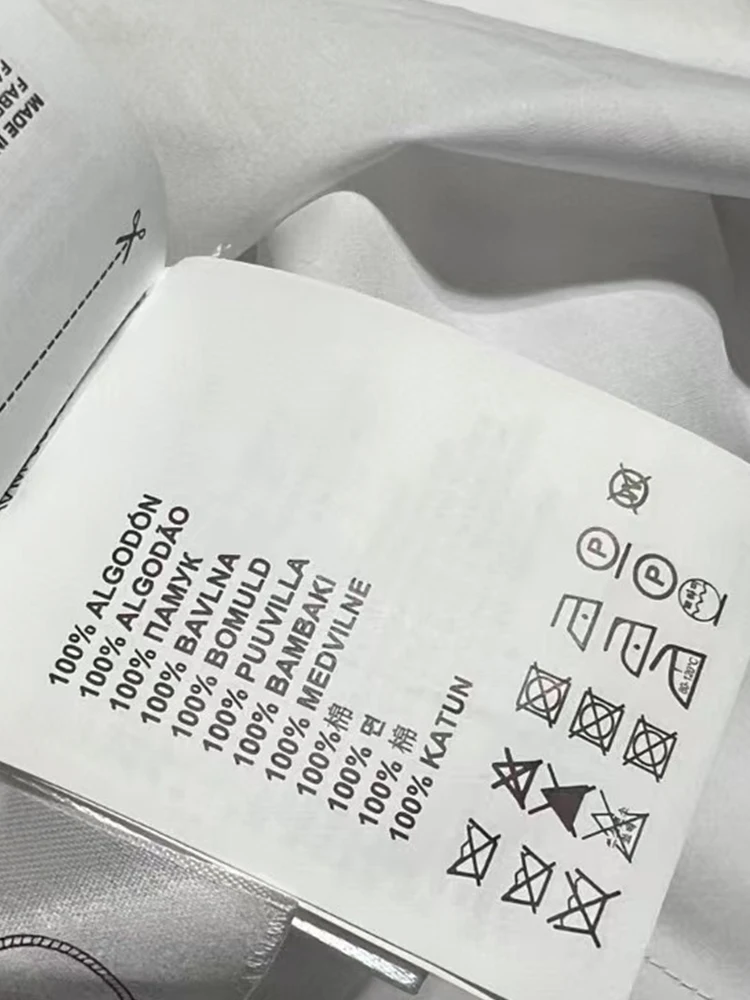 MADE IN
100% ALGODÓN
100% ALGODÃO
100% ПАМУК
100% BAVLNA
100% BOMULD
100% PUUVILLA
100% BAMBAKI
100% MEDVILNE
100%棉
100% 면
100% 棉
100% KATUN
P
P